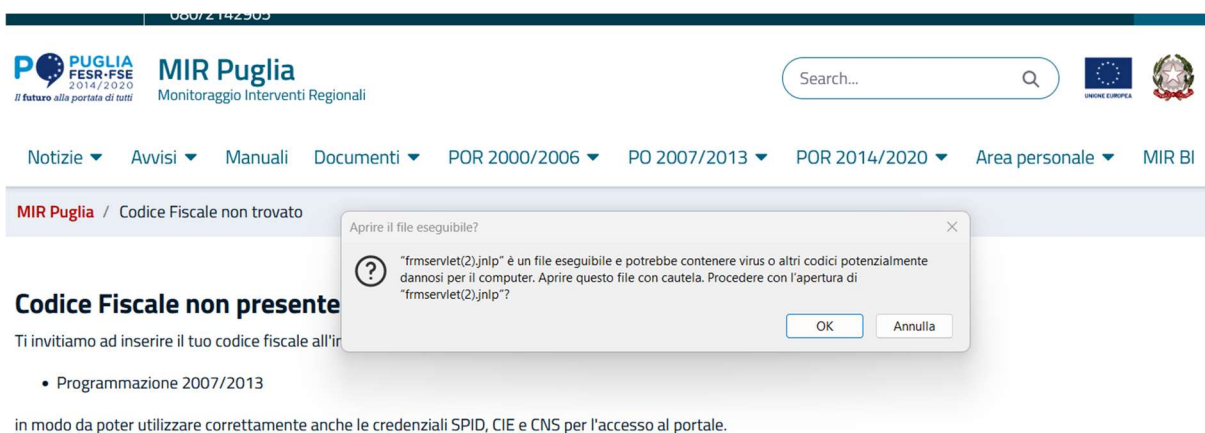 080/2142905
PUGLIA
FESR-FSE
2014/2020
Il futuro alla portata di tutti
MIR Puglia
Monitoraggio Interventi Regionali
Search...
UNIONE EUROPEA
Notizie Avvisi Manuali Documenti POR 2000/2006 PO 2007/2013 POR 2014/2020 Area personale MIR BI
MIR Puglia / Codice Fiscale non trovato
Aprire il file eseguibile?
"frmservlet(2).jnlp" è un file eseguibile e potrebbe contenere virus o altri codici potenzialmente
dannosi per il computer. Aprire questo file con cautela. Procedere con l'apertura di
"frmservlet(2).jnlp"?
OK Annulla
Codice Fiscale non presente
Ti invitiamo ad inserire il tuo codice fiscale all'in
• Programmazione 2007/2013
in modo da poter utilizzare correttamente anche le credenziali SPID, CIE e CNS per l'accesso al portale.